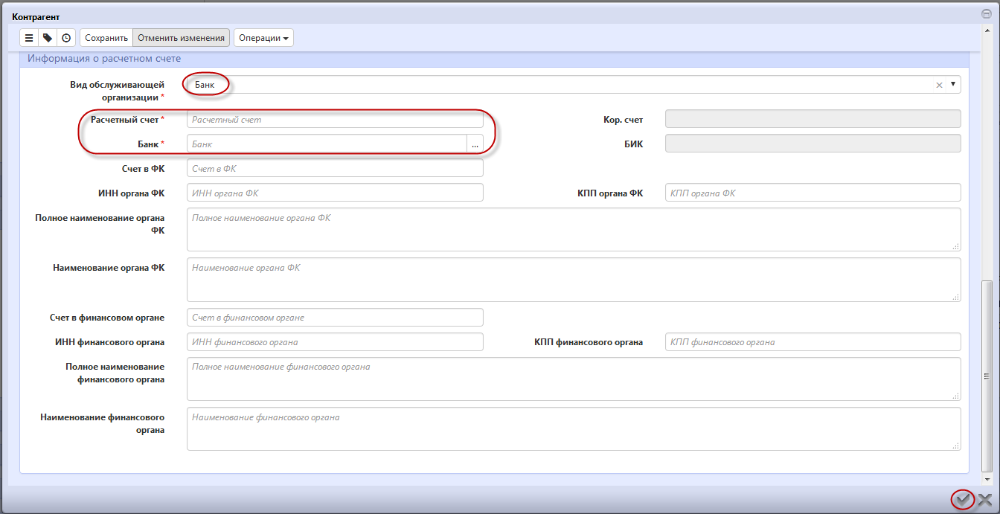 Контрагент
Сохранить Отменить изменения Операции
Информация о расчетном счете
Вид обслуживающей организации * Банк
Расчетный счет * Расчетный счет Кор. счет
Банк * Банк ... БИК
Счет в ФК Счет в ФК
ИНН органа ФК ИНН органа ФК КПП органа ФК КПП органа ФК
Полное наименование органа ФК Полное наименование органа ФК
Наименование органа ФК Наименование органа ФК
Счет в финансовом органе Счет в финансовом органе
ИНН финансового органа ИНН финансового органа КПП финансового органа КПП финансового органа
Полное наименование финансового органа Полное наименование финансового органа
Наименование финансового органа Наименование финансового органа